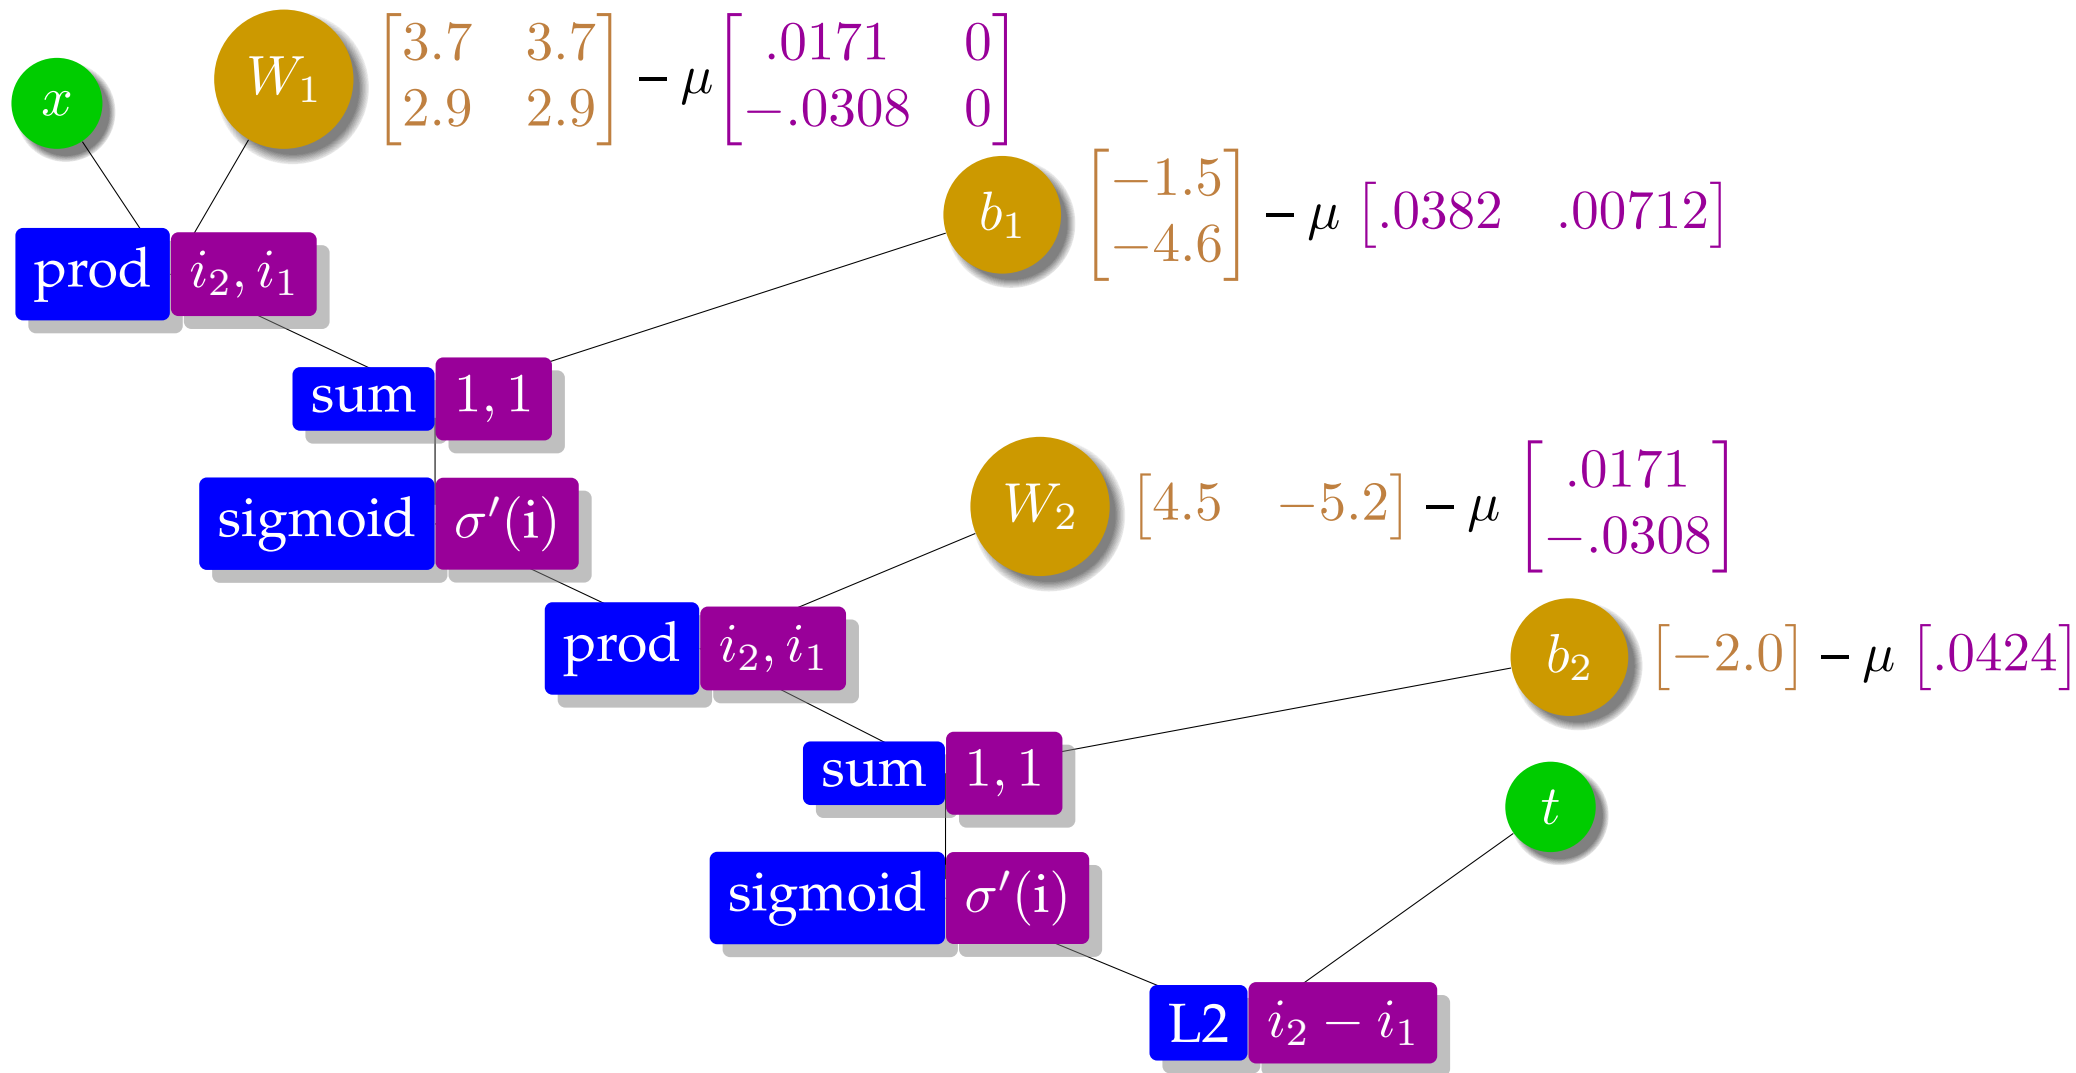 x
W₁ [3.7 3.7; 2.9 2.9] − μ [.0171 0; −.0308 0]
b₁ [−1.5; −4.6] − μ [.0382 .00712]
prod i₂, i₁
sum 1, 1
W₂ [4.5 −5.2] − μ [.0171; −.0308]
sigmoid σ′(i)
prod i₂, i₁
b₂ [−2.0] − μ [.0424]
sum 1, 1
t
sigmoid σ′(i)
L2 i₂ − i₁